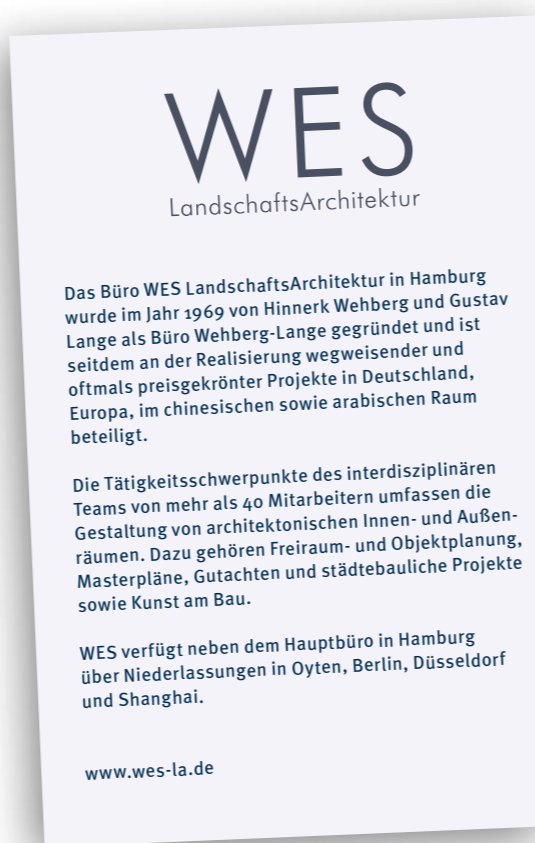 WES
LandschaftsArchitektur
Das Büro WES LandschaftsArchitektur in Hamburg
wurde im Jahr 1969 von Hinnerk Wehberg und Gustav
Lange als Büro Wehberg-Lange gegründet und ist
seitdem an der Realisierung wegweisender und
oftmals preisgekrönter Projekte in Deutschland,
Europa, im chinesischen sowie arabischen Raum
beteiligt.
Die Tätigkeitsschwerpunkte des interdisziplinären
Teams von mehr als 40 Mitarbeitern umfassen die
Gestaltung von architektonischen Innen- und Außen-
räumen. Dazu gehören Freiraum- und Objektplanung,
Masterpläne, Gutachten und städtebauliche Projekte
sowie Kunst am Bau.
WES verfügt neben dem Hauptbüro in Hamburg
über Niederlassungen in Oyten, Berlin, Düsseldorf
und Shanghai.
www.wes-la.de